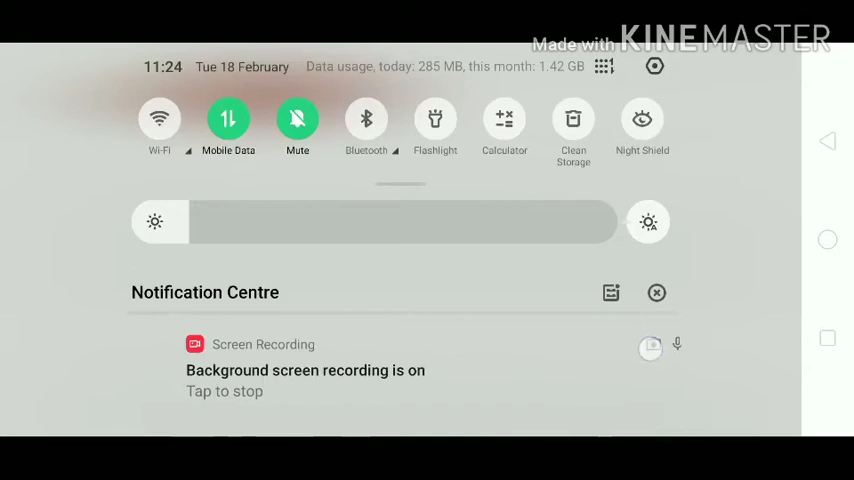 Made with KINEMASTER
11:24 Tue 18 February Data usage, today: 285 MB, this month: 1.42 GB
Wi-Fi Mobile Data Mute Bluetooth Flashlight Calculator Clean Storage Night Shield
Notification Centre
Screen Recording
Background screen recording is on
Tap to stop